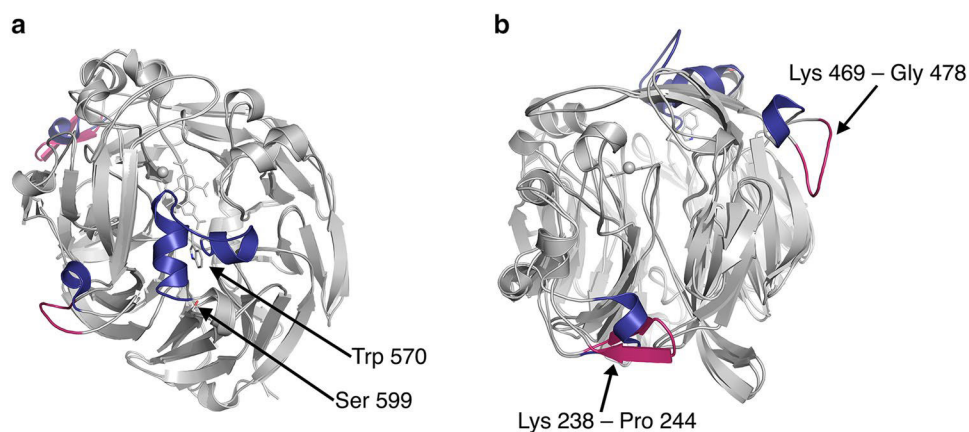 a
b
Lys 469 – Gly 478
Trp 570
Ser 599
Lys 238 – Pro 244